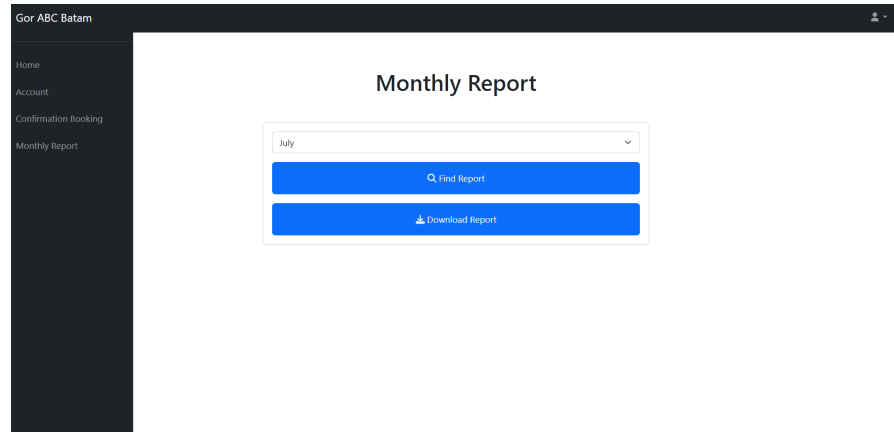 Gor ABC Batam
Home
Account
Confirmation Booking
Monthly Report
Monthly Report
July
Find Report
Download Report